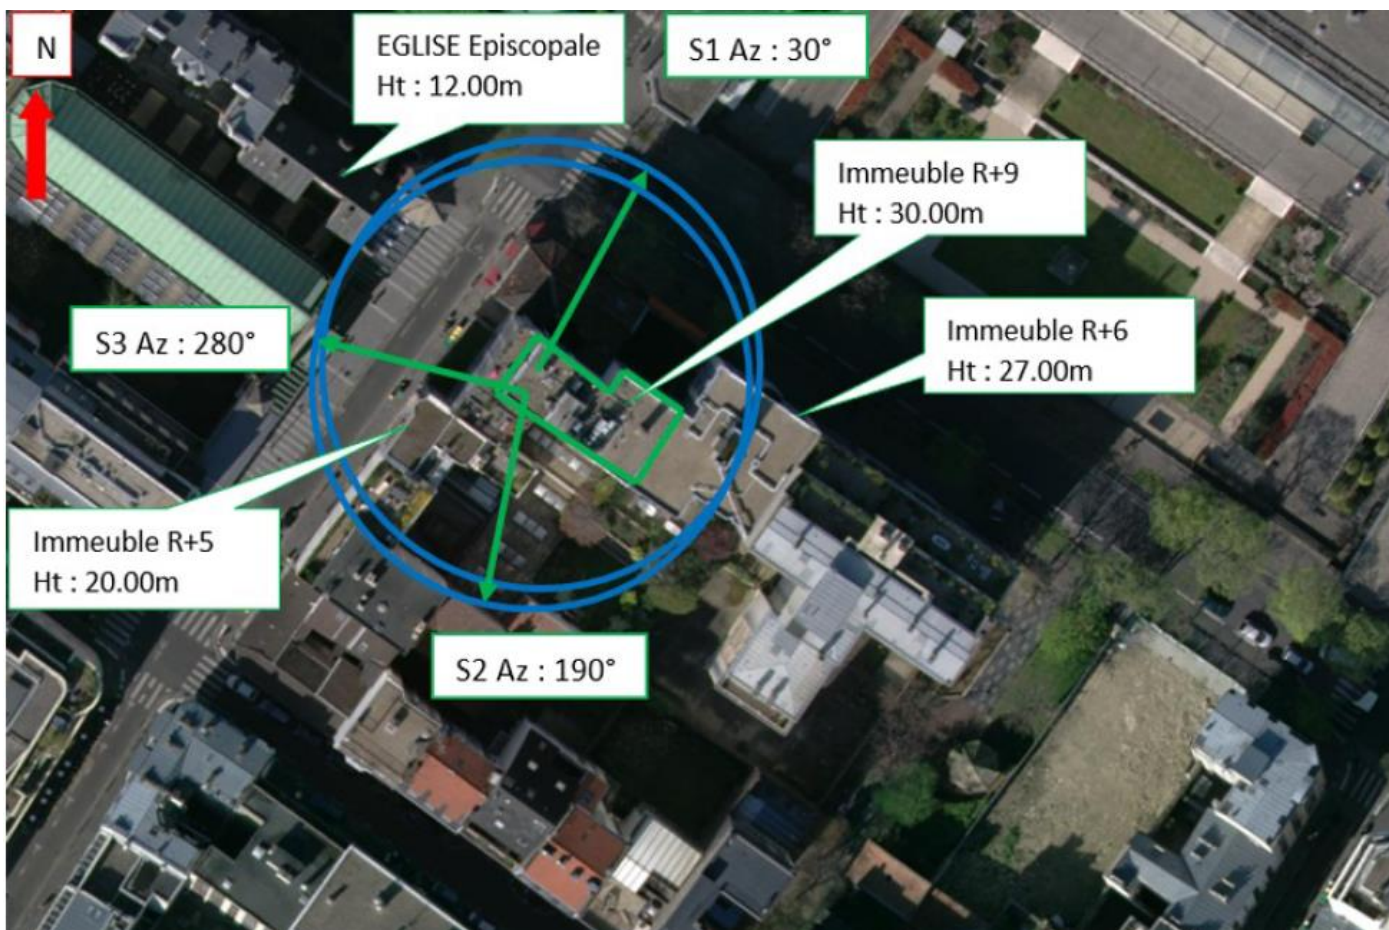 N
EGLISE Episcopale
Ht : 12.00m
S1 Az : 30°
Immeuble R+9
Ht : 30.00m
S3 Az : 280°
Immeuble R+6
Ht : 27.00m
Immeuble R+5
Ht : 20.00m
S2 Az : 190°